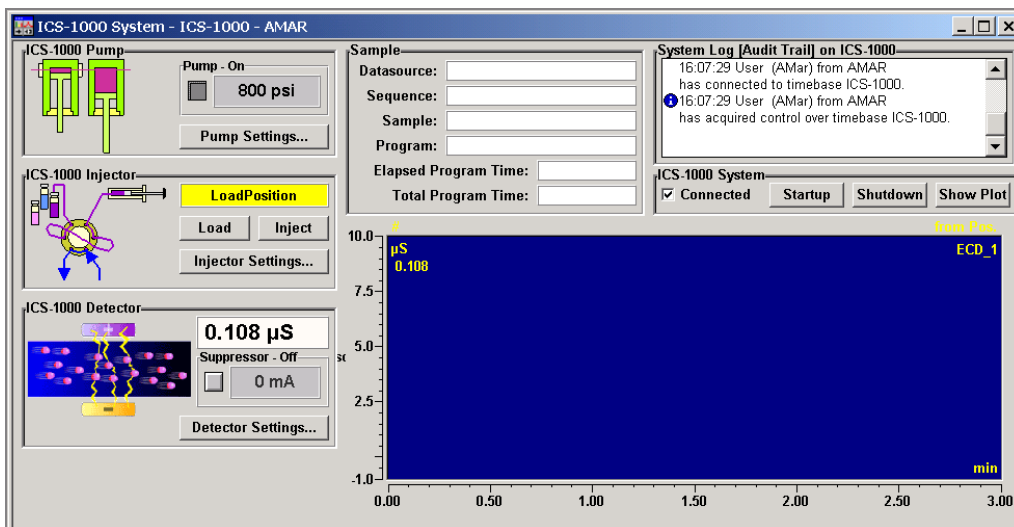 ICS-1000 System - ICS-1000 - AMAR
ICS-1000 Pump
Pump - On
800 psi
Pump Settings...
ICS-1000 Injector
LoadPosition
Load Inject
Injector Settings...
ICS-1000 Detector
0.108 µS
Suppressor - Off
0 mA
Detector Settings...
Sample
Datasource:
Sequence:
Sample:
Program:
Elapsed Program Time:
Total Program Time:
System Log [Audit Trail] on ICS-1000
16:07:29 User (AMar) from AMAR
has connected to timebase ICS-1000.
16:07:29 User (AMar) from AMAR
has acquired control over timebase ICS-1000.
ICS-1000 System
Connected Startup Shutdown Show Plot
# from Pos.
10.0
µS ECD_1
0.108
7.5
5.0
2.5
min
-1.0
0.00 0.50 1.00 1.50 2.00 2.50 3.00